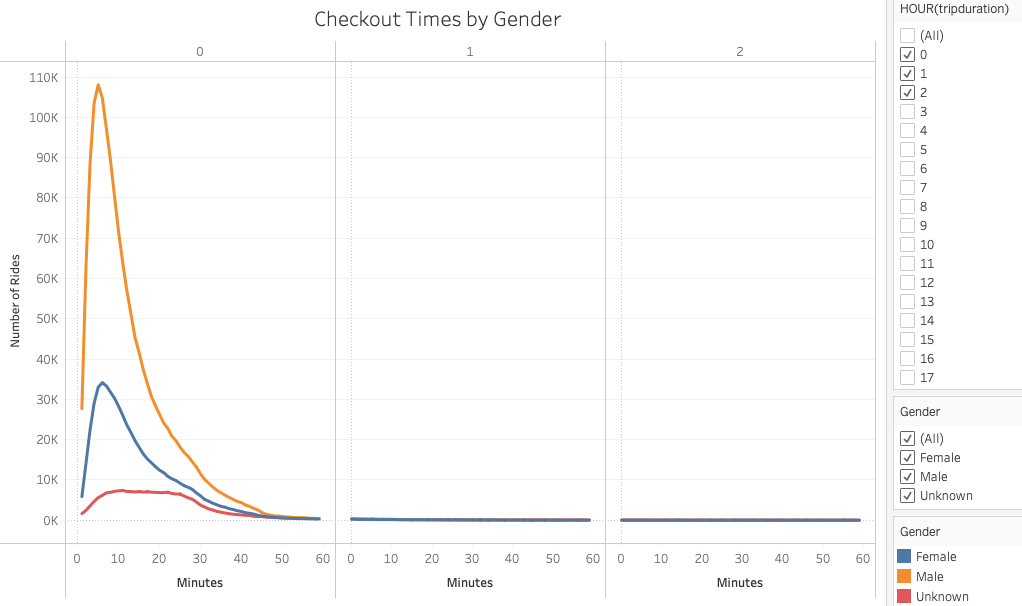 Checkout Times by Gender
0 1 2
110K
100K
90K
80K
70K
60K
50K
40K
30K
20K
10K
0K
Number of Rides
0 10 20 30 40 50 60 0 10 20 30 40 50 60 0 10 20 30 40 50 60
Minutes Minutes Minutes
HOUR(tripduration)
(All)
0
1
2
3
4
5
6
7
8
9
10
11
12
13
14
15
16
17
Gender
(All)
Female
Male
Unknown
Gender
Female
Male
Unknown